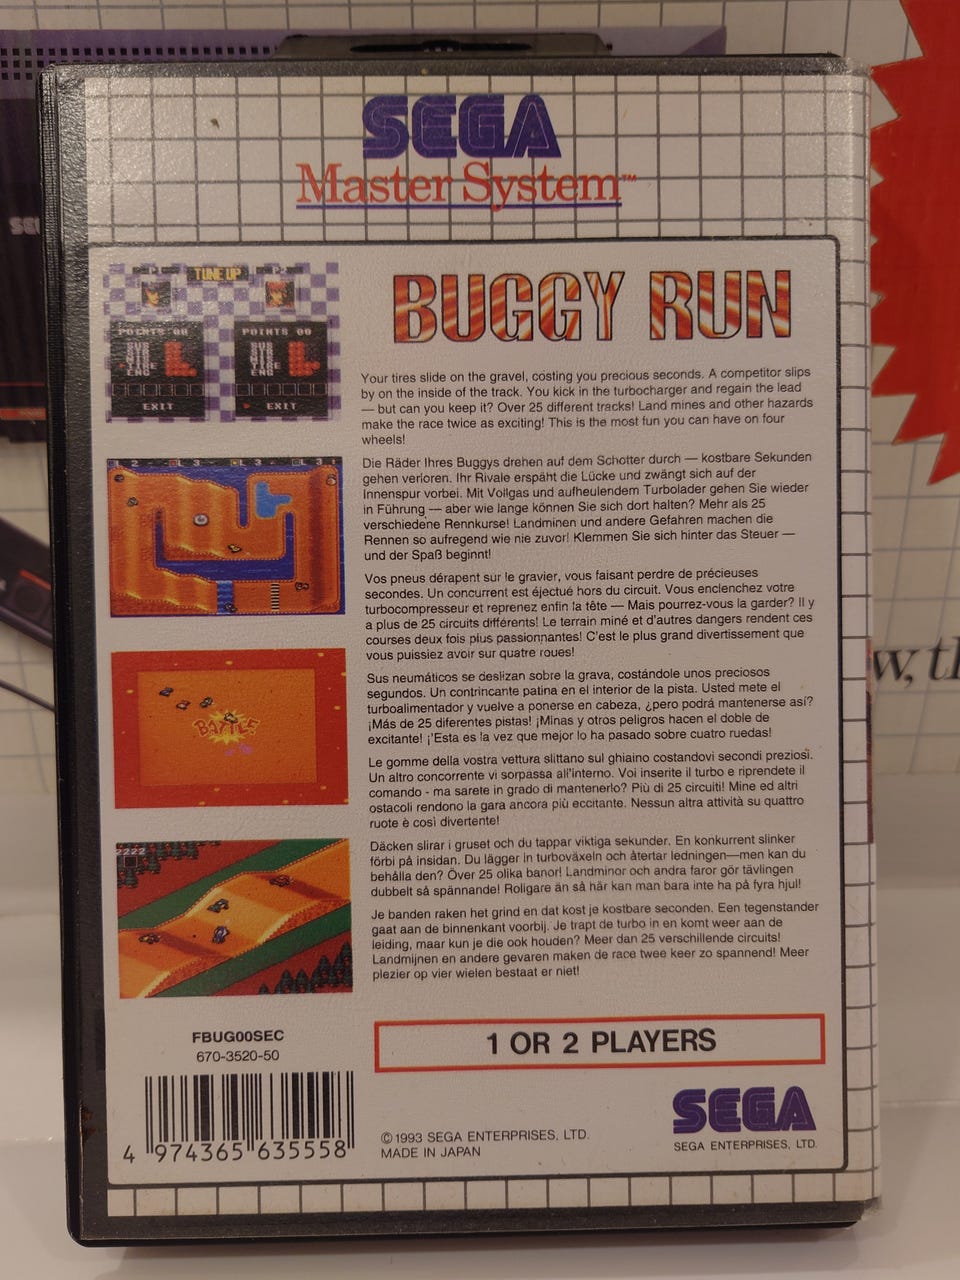 SEGA
Master System™
BUGGY RUN
TUNE UP
POINTS 00
POINTS 00
TIRE
ENG
EXIT
EXIT
BATTLE
2222
Your tires slide on the gravel, costing you precious seconds. A competitor slips
by on the inside of the track. You kick in the turbocharger and regain the lead
— but can you keep it? Over 25 different tracks! Land mines and other hazards
make the race twice as exciting! This is the most fun you can have on four
wheels!
Die Räder Ihres Buggys drehen auf dem Schotter durch — kostbare Sekunden
gehen verloren. Ihr Rivale erspäht die Lücke und zwängt sich auf der
Innenspur vorbei. Mit Vollgas und aufheulendem Turbolader gehen Sie wieder
in Führung — aber wie lange können Sie sich dort halten? Mehr als 25
verschiedene Rennkurse! Landminen und andere Gefahren machen die
Rennen so aufregend wie nie zuvor! Klemmen Sie sich hinter das Steuer —
und der Spaß beginnt!
Vos pneus dérapent sur le gravier, vous faisant perdre de précieuses
secondes. Un concurrent est éjectué hors du circuit. Vous enclenchez votre
turbocompresseur et reprenez enfin la tête — Mais pourrez-vous la garder? Il y
a plus de 25 circuits différents! Le terrain miné et d'autres dangers rendent ces
courses deux fois plus passionnantes! C'est le plus grand divertissement que
vous puissiez avoir sur quatre roues!
Sus neumáticos se deslizan sobre la grava, costándole unos preciosos
segundos. Un contrincante patina en el interior de la pista. Usted mete el
turboalimentador y vuelve a ponerse en cabeza, ¿pero podrá mantenerse así?
¡Más de 25 diferentes pistas! ¡Minas y otros peligros hacen el doble de
excitante! ¡'Esta es la vez que mejor lo ha pasado sobre cuatro ruedas!
Le gomme della vostra vettura slittano sul ghiaino costandovi secondi preziosi.
Un altro concorrente vi sorpassa all'interno. Voi inserite il turbo e riprendete il
comando - ma sarete in grado di mantenerlo? Più di 25 circuiti! Mine ed altri
ostacoli rendono la gara ancora più eccitante. Nessun altra attività su quattro
ruote è così divertente!
Däcken slirar i gruset och du tappar viktiga sekunder. En konkurrent slinker
förbi på insidan. Du lägger in turboväxeln och återtar ledningen—men kan du
behålla den? Över 25 olika banor! Landminor och andra faror gör tävlingen
dubbelt så spännande! Roligare än så här kan man bara inte ha på fyra hjul!
Je banden raken het grind en dat kost je kostbare seconden. Een tegenstander
gaat aan de binnenkant voorbij. Je trapt de turbo in en komt weer aan de
leiding, maar kun je die ook houden? Meer dan 25 verschillende circuits!
Landmijnen en andere gevaren maken de race twee keer zo spannend! Meer
plezier op vier wielen bestaat er niet!
FBUG00SEC
670-3520-50
4 974365 635558
1 OR 2 PLAYERS
© 1993 SEGA ENTERPRISES, LTD.
MADE IN JAPAN
SEGA
SEGA ENTERPRISES, LTD.